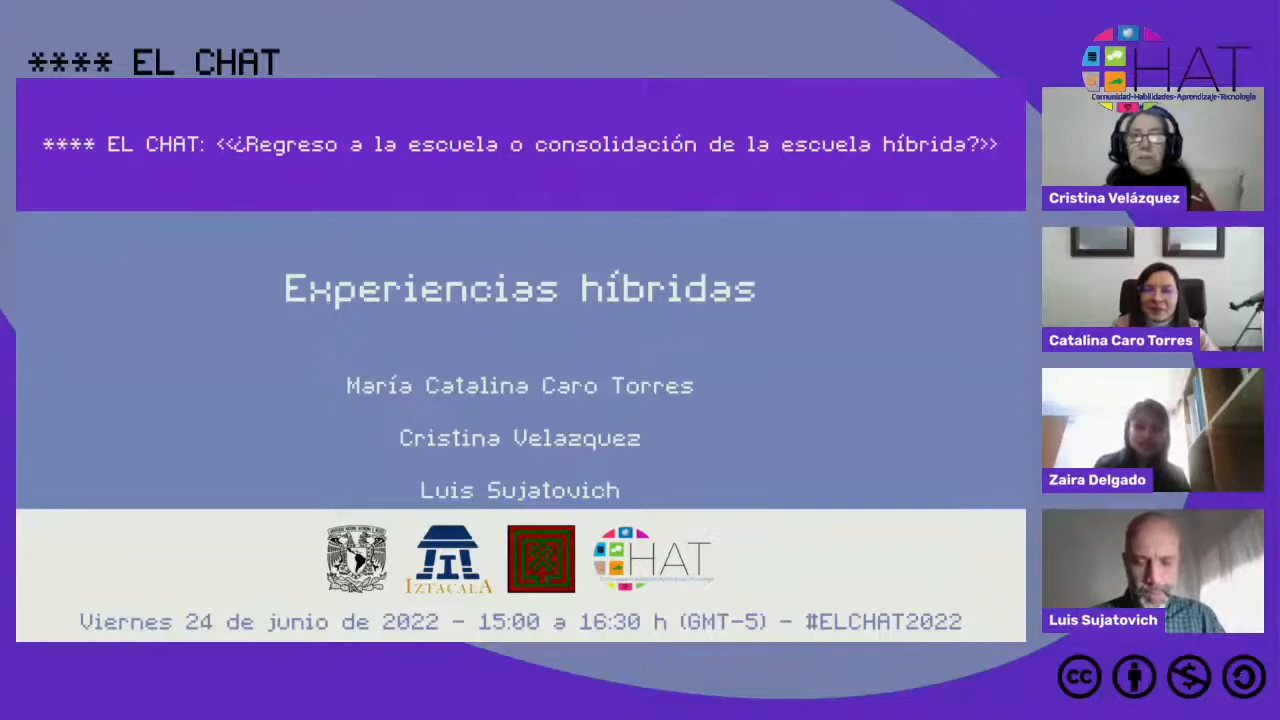 **** EL CHAT
HAT
Comunidad-Habilidades-Aprendizaje-Tecnología
**** EL CHAT: <<¿Regreso a la escuela o consolidación de la escuela híbrida?>>
Cristina Velázquez
Experiencias híbridas
Catalina Caro Torres
María Catalina Caro Torres
Cristina Velazquez
Zaira Delgado
Luis Sujatovich
IZTACALA
HAT
Viernes 24 de junio de 2022 - 15:00 a 16:30 h (GMT-5) - #ELCHAT2022
Luis Sujatovich
cc